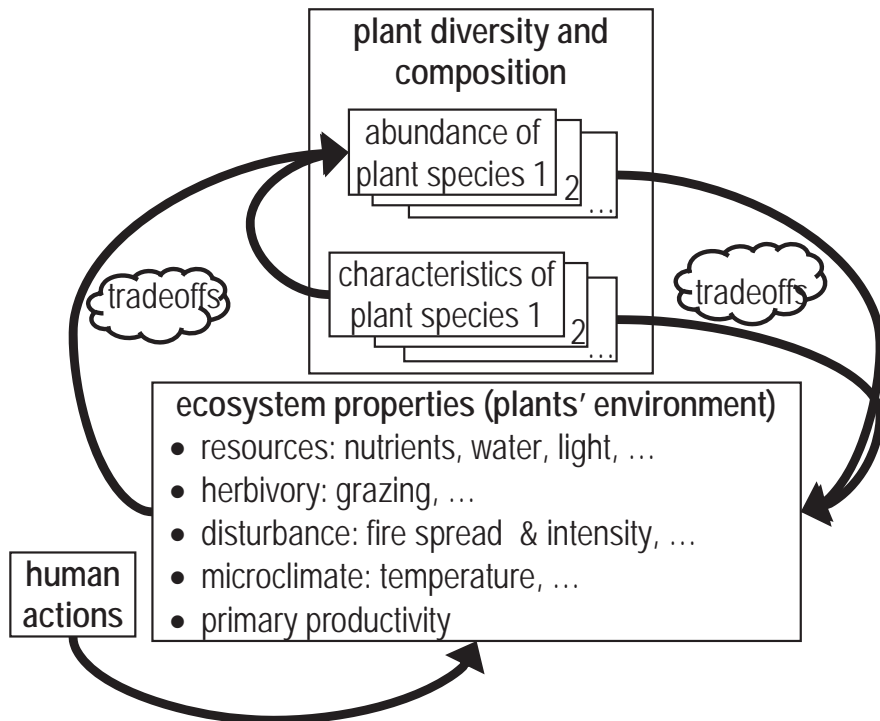 plant diversity and
composition
abundance of
plant species 1
2
...
characteristics of
plant species 1
2
...
tradeoffs
tradeoffs
ecosystem properties (plants’ environment)
• resources: nutrients, water, light, ...
• herbivory: grazing, ...
• disturbance: fire spread & intensity, ...
• microclimate: temperature, ...
• primary productivity
human
actions